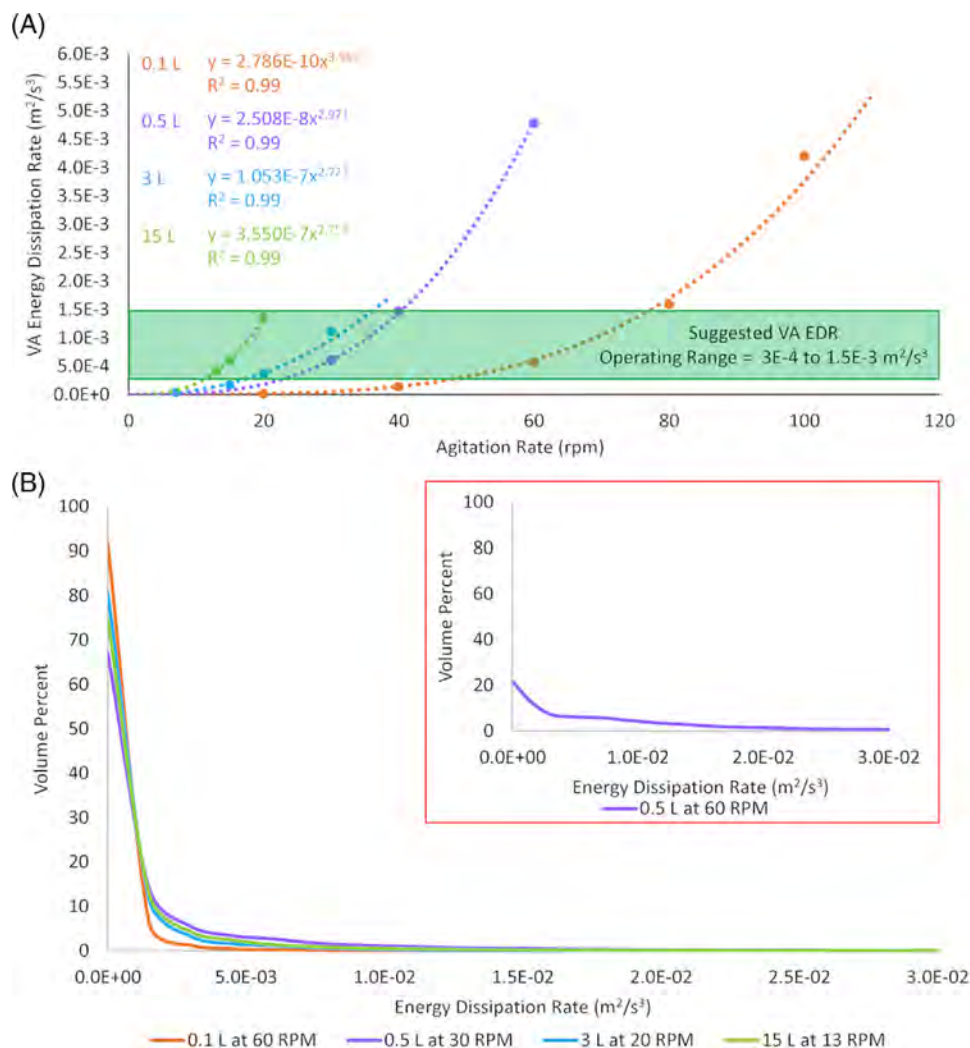 (A)
6.0E-3
5.5E-3
5.0E-3
4.5E-3
4.0E-3
3.5E-3
3.0E-3
2.5E-3
2.0E-3
1.5E-3
1.0E-3
5.0E-4
0.0E+0
VA Energy Dissipation Rate (m²/s³)
0.1 L y = 2.786E-10x
R² = 0.99
0.5 L y = 2.508E-8x
R² = 0.99
3 L y = 1.053E-7x
R² = 0.99
15 L y = 3.550E-7x
R² = 0.99
Suggested VA EDR
Operating Range = 3E-4 to 1.5E-3 m²/s³
0 20 40 60 80 100 120
Agitation Rate (rpm)
(B)
100
90
80
70
60
50
40
30
20
10
0
Volume Percent
100
80
60
40
20
0
Volume Percent
0.0E+00 1.0E-02 2.0E-02 3.0E-02
Energy Dissipation Rate (m²/s³)
0.5 L at 60 RPM
0.0E+00 5.0E-03 1.0E-02 1.5E-02 2.0E-02 2.5E-02 3.0E-02
Energy Dissipation Rate (m²/s³)
0.1 L at 60 RPM 0.5 L at 30 RPM 3 L at 20 RPM 15 L at 13 RPM